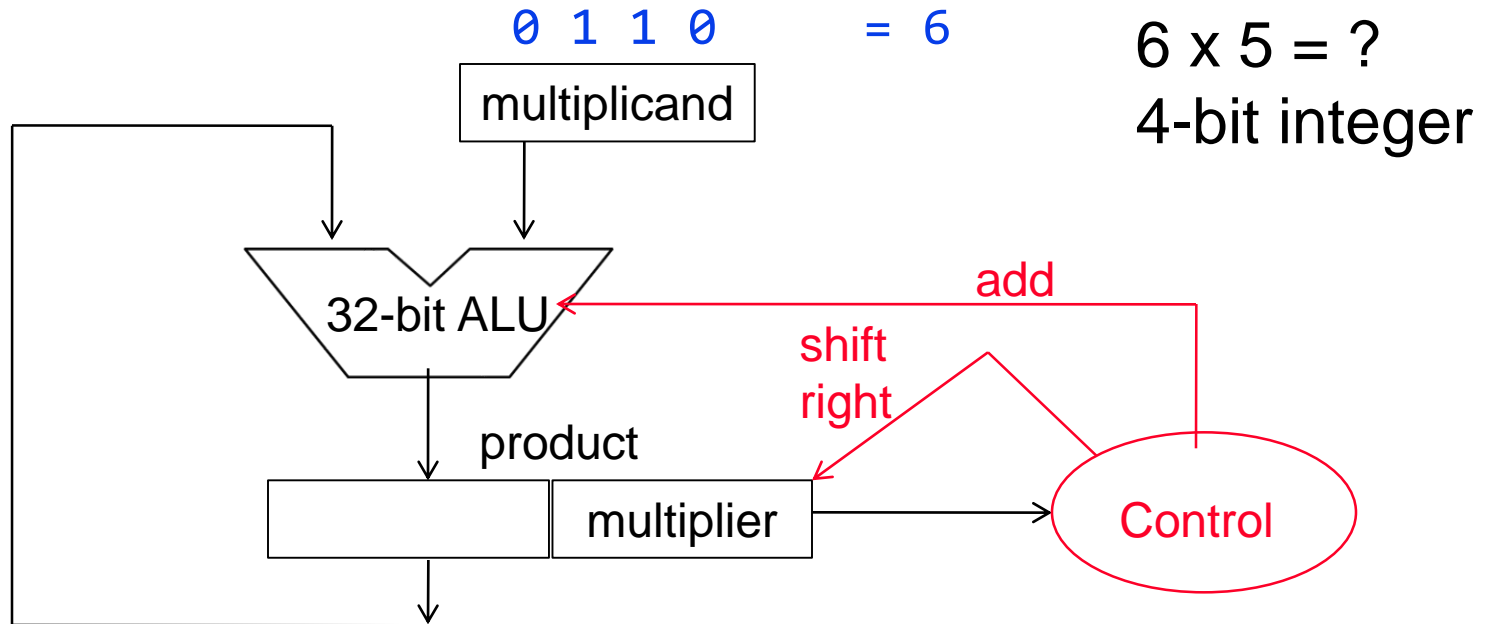 0 1 1 0 = 6
6 x 5 = ?
multiplicand
4-bit integer
add
32-bit ALU
shift
right
product
multiplier
Control